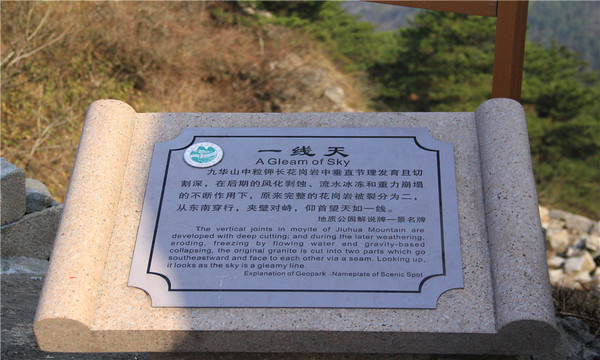 一线天
A Gleam of Sky
九华山中粒钾长花岗岩中垂直节理发育且切
割深，在后期的风化剥蚀、流水冰冻和重力崩塌
的不断作用下，原来完整的花岗岩被裂分为二，
从东南穿行，夹壁对峙，仰首望天如一线。
地质公园解说牌一景名牌
The vertical joints in moyite of Jiuhua Mountain are
developed with deep cutting; and during the later weathering,
eroding, freezing by flowing water and gravity-based
collapsing, the original granite is cut into two parts which go
southeastward and face to each other via a seam. Looking up,
it looks as the sky is a gleamy line.
Explanation of Geopark -Nameplate of Scenic Spot